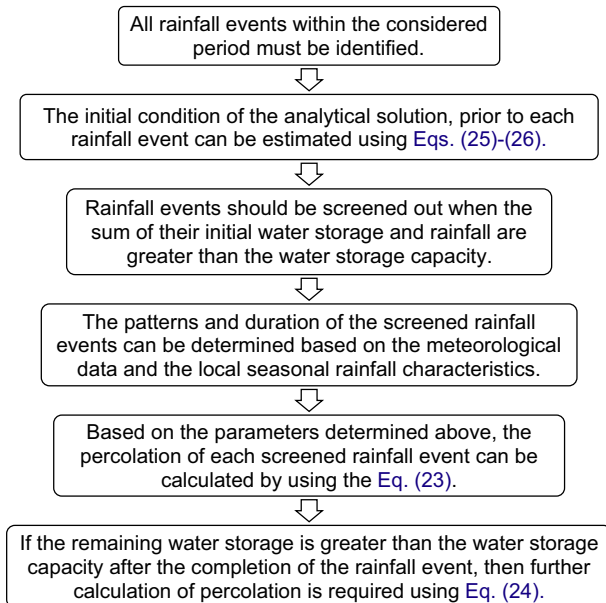 All rainfall events within the considered
period must be identified.
The initial condition of the analytical solution, prior to each
rainfall event can be estimated using Eqs. (25)-(26).
Rainfall events should be screened out when the
sum of their initial water storage and rainfall are
greater than the water storage capacity.
The patterns and duration of the screened rainfall
events can be determined based on the meteorological
data and the local seasonal rainfall characteristics.
Based on the parameters determined above, the
percolation of each screened rainfall event can be
calculated by using the Eq. (23).
If the remaining water storage is greater than the water storage
capacity after the completion of the rainfall event, then further
calculation of percolation is required using Eq. (24).